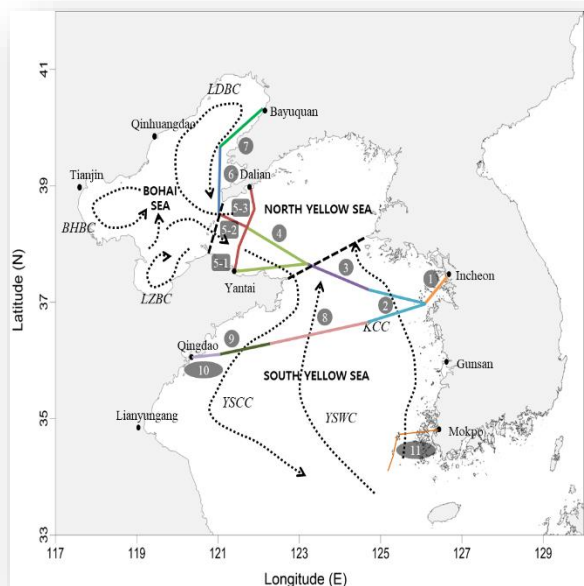 Latitude (N)
41
39
37
35
33
117
119
121
123
125
127
129
Longitude (E)
LDBC
Qinhuangdao
Bayuquan
7
Tianjin
6
Dalian
BOHAI
SEA
5-3
NORTH YELLOW SEA
BHBC
5-2
4
LZBC
5-1
Yantai
3
1
Incheon
2
8
KCC
9
Qingdao
10
SOUTH YELLOW SEA
Gunsan
Lianyungang
YSCC
YSWC
Mokpo
11